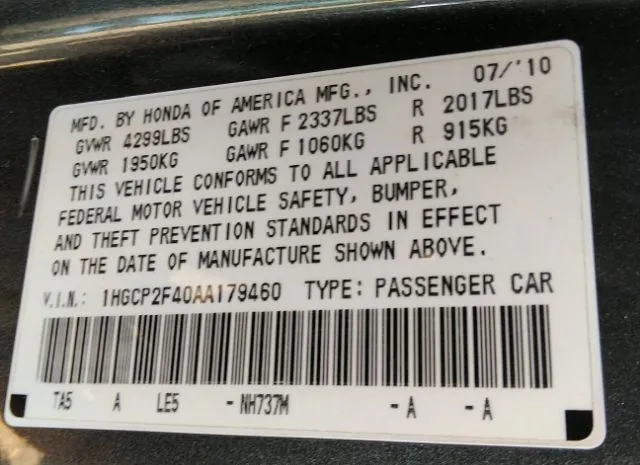 MFD. BY HONDA OF AMERICA MFG., INC. 07/'10
GVWR 4299LBS GAWR F 2337LBS R 2017LBS
GVWR 1950KG GAWR F 1060KG R 915KG
THIS VEHICLE CONFORMS TO ALL APPLICABLE
FEDERAL MOTOR VEHICLE SAFETY, BUMPER,
AND THEFT PREVENTION STANDARDS IN EFFECT
ON THE DATE OF MANUFACTURE SHOWN ABOVE.
V.I.N.: 1HGCP2F40AA179460 TYPE: PASSENGER CAR
TA5 A LE5 - NH737M - A - A